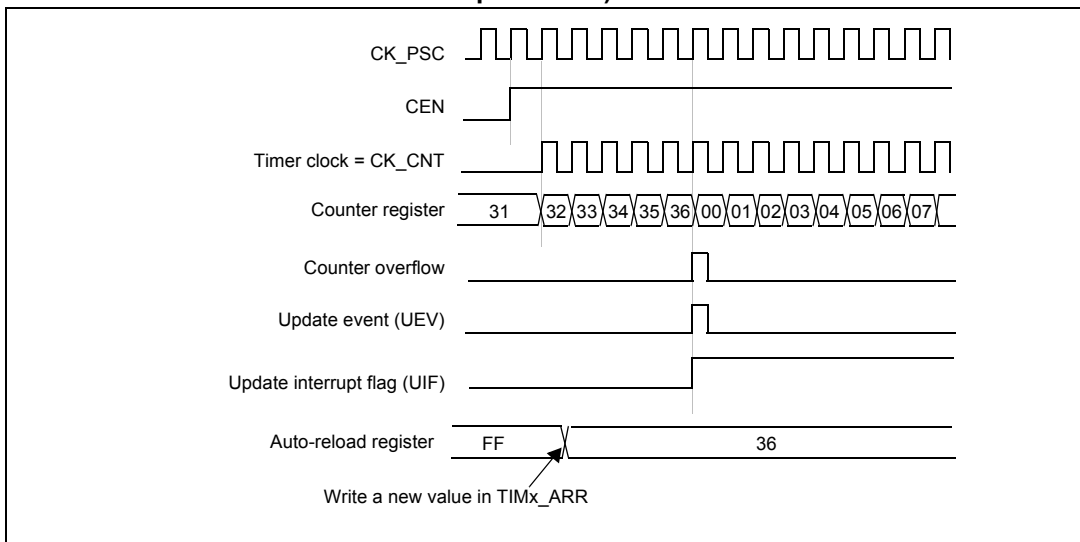 CK_PSC
CEN
Timer clock = CK_CNT
Counter register 31 32 33 34 35 36 00 01 02 03 04 05 06 07
Counter overflow
Update event (UEV)
Update interrupt flag (UIF)
Auto-reload register FF 36
Write a new value in TIMx_ARR